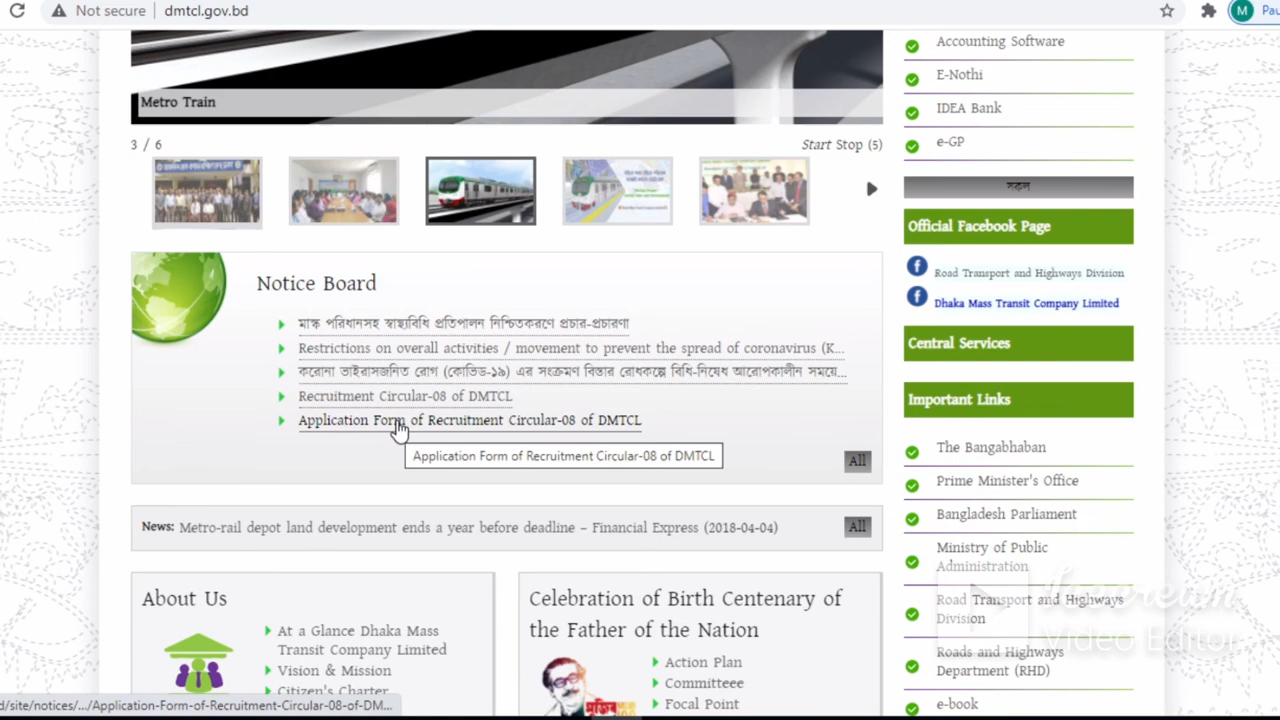 Not secure
dmtcl.gov.bd
M
Pau
Metro Train
3 / 6
Start Stop (5)
Notice Board
মাস্ক পরিধানসহ স্বাস্থ্যবিধি প্রতিপালন নিশ্চিতকরণে প্রচার-প্রচারণা
Restrictions on overall activities / movement to prevent the spread of coronavirus (K...
করোনা ভাইরাসজনিত রোগ (কোভিড-১৯) এর সংক্রমণ বিস্তার রোধকল্পে বিধি-নিষেধ আরোপকালীন সময়ে...
Recruitment Circular-08 of DMTCL
Application Form of Recruitment Circular-08 of DMTCL
Application Form of Recruitment Circular-08 of DMTCL
All
News: Metro-rail depot land development ends a year before deadline – Financial Express (2018-04-04)
All
About Us
At a Glance Dhaka Mass
Transit Company Limited
Vision & Mission
Citizen's Charter
Celebration of Birth Centenary of
the Father of the Nation
Action Plan
Committeee
Focal Point
d/site/notices/.../Application-Form-of-Recruitment-Circular-08-of-DM...
Accounting Software
E-Nothi
IDEA Bank
e-GP
সকল
Official Facebook Page
Road Transport and Highways Division
Dhaka Mass Transit Company Limited
Central Services
Important Links
The Bangabhaban
Prime Minister's Office
Bangladesh Parliament
Ministry of Public
Administration
Road Transport and Highways
Division
Roads and Highways
Department (RHD)
e-book
Video Editor